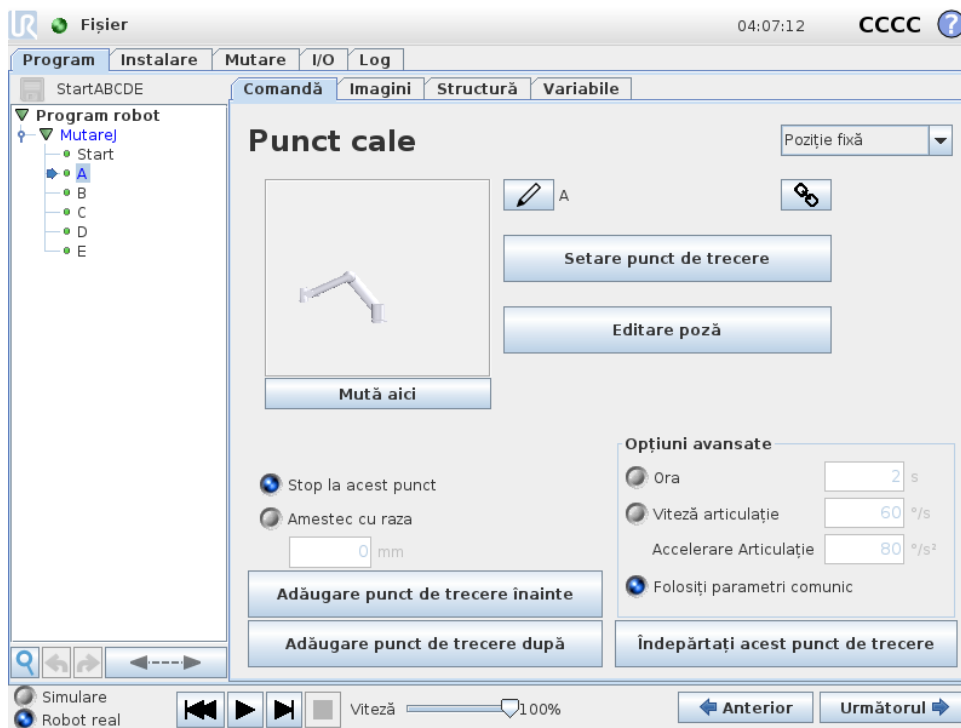 UR Fișier 04:07:12 CCCC ?
Program Instalare Mutare I/O Log
StartABCDE
Comandă Imagini Structură Variabile
Program robot
MutareJ
Start
A
B
C
D
E
Punct cale
Poziție fixă
A
Setare punct de trecere
Editare poză
Mută aici
Stop la acest punct
Amestec cu raza
0 mm
Opțiuni avansate
Ora 2 s
Viteză articulație 60 °/s
Accelerare Articulație 80 °/s²
Folosiți parametri comunic
Adăugare punct de trecere înainte
Adăugare punct de trecere după
Îndepărtați acest punct de trecere
Simulare
Robot real
Viteză 100%
Anterior
Următorul